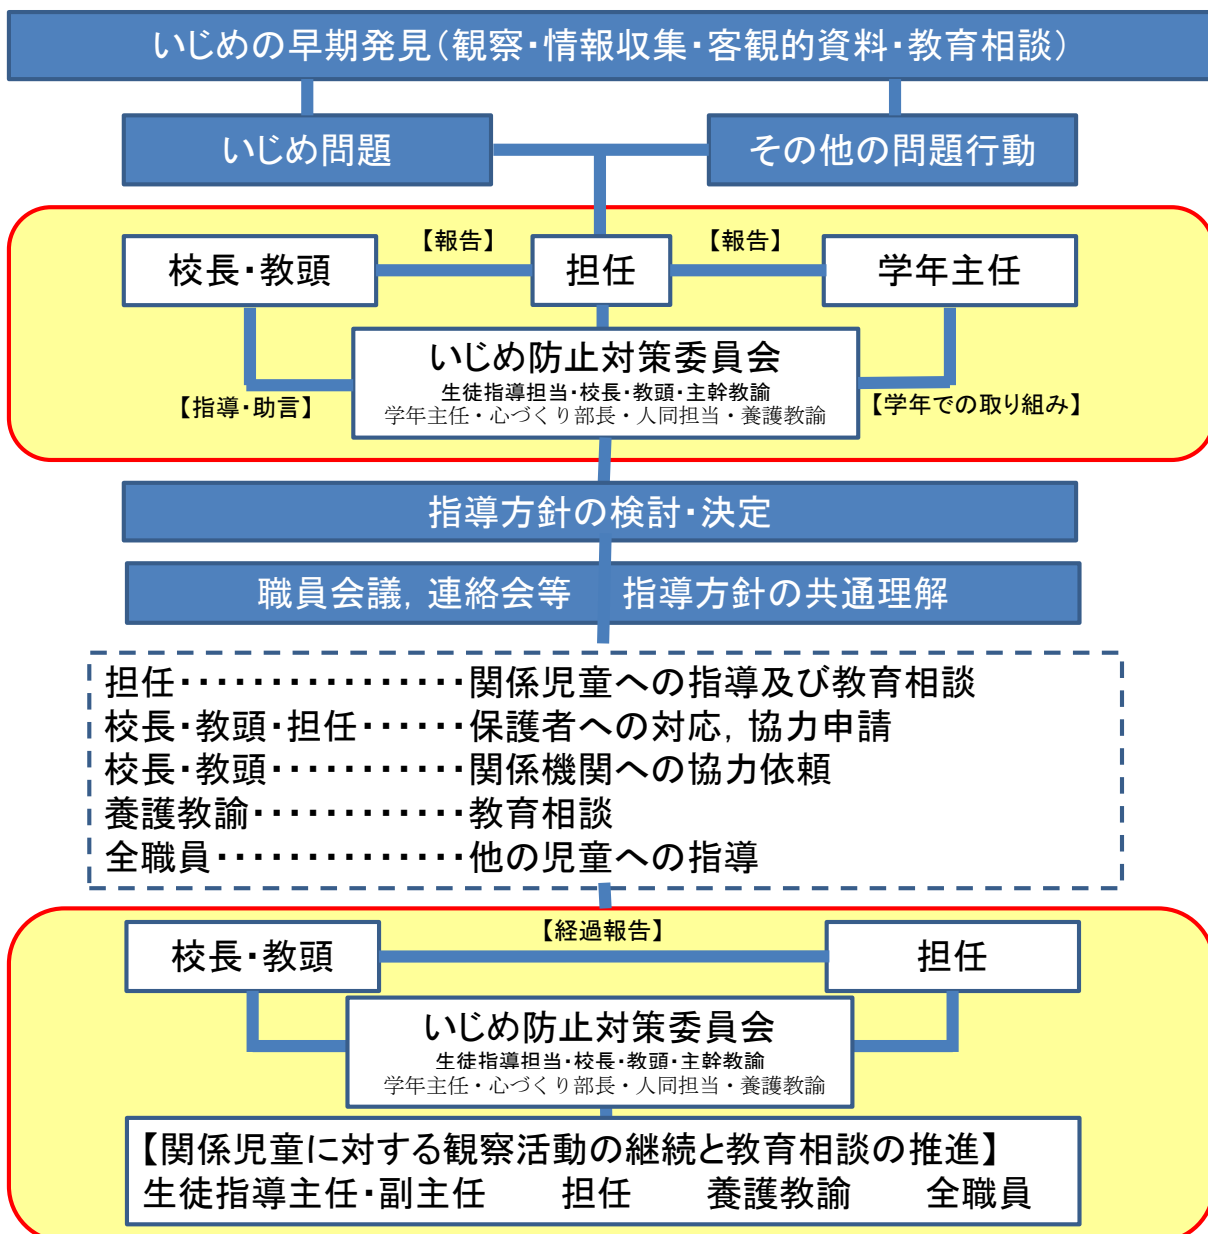 いじめの早期発見（観察・情報収集・客観的資料・教育相談）
いじめ問題
その他の問題行動
【報告】
【報告】
校長・教頭
担任
学年主任
いじめ防止対策委員会
生徒指導担当・校長・教頭・主幹教諭
学年主任・心づくり部長・人同担当・養護教諭
【指導・助言】
【学年での取り組み】
指導方針の検討・決定
職員会議，連絡会等　指導方針の共通理解
担任・・・・・・・・・・・・・・・・関係児童への指導及び教育相談
校長・教頭・担任・・・・・・保護者への対応，協力申請
校長・教頭・・・・・・・・・・・関係機関への協力依頼
養護教諭・・・・・・・・・・・・教育相談
全職員・・・・・・・・・・・・・・他の児童への指導
【経過報告】
校長・教頭
担任
いじめ防止対策委員会
生徒指導担当・校長・教頭・主幹教諭
学年主任・心づくり部長・人同担当・養護教諭
【関係児童に対する観察活動の継続と教育相談の推進】
生徒指導主任・副主任　担任　養護教諭　全職員